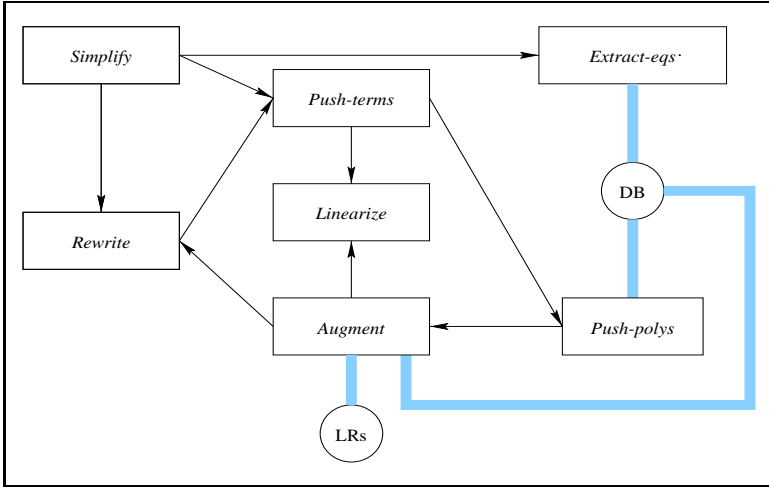 Simplify
Extract-eqs
Push-terms
DB
Linearize
Rewrite
Augment
Push-polys
LRs